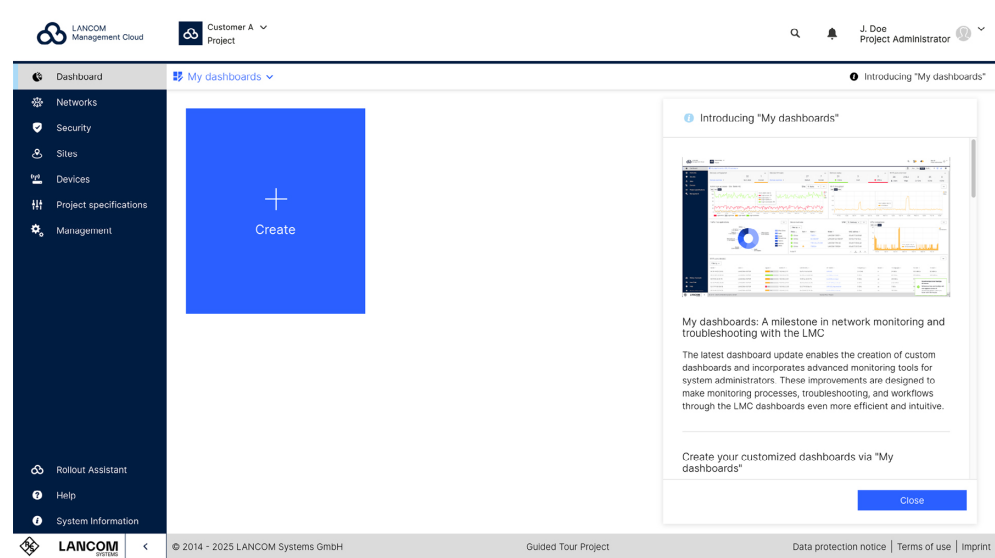 LANCOM
Management Cloud
Customer A
Project
J. Doe
Project Administrator
Dashboard
Networks
Security
Sites
Devices
Project specifications
Management
Rollout Assistant
Help
System Information
My dashboards
Introducing "My dashboards"
Create
Introducing "My dashboards"
My dashboards: A milestone in network monitoring and
troubleshooting with the LMC
The latest dashboard update enables the creation of custom
dashboards and incorporates advanced monitoring tools for
system administrators. These improvements are designed to
make monitoring processes, troubleshooting, and workflows
through the LMC dashboards even more efficient and intuitive.
Create your customized dashboards via "My
dashboards"
Close
LANCOM
SYSTEMS
© 2014 - 2025 LANCOM Systems GmbH
Guided Tour Project
Data protection notice | Terms of use | Imprint